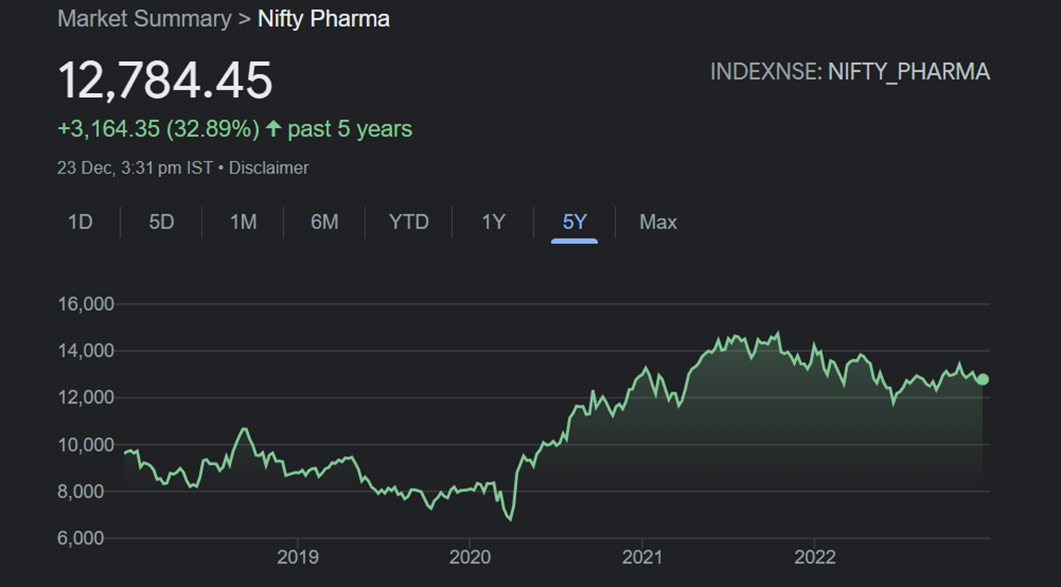 Market Summary > Nifty Pharma
12,784.45
INDEXNSE: NIFTY_PHARMA
+3,164.35 (32.89%) ↑ past 5 years
23 Dec, 3:31 pm IST • Disclaimer
1D 5D 1M 6M YTD 1Y 5Y Max
16,000
14,000
12,000
10,000
8,000
6,000
2019 2020 2021 2022